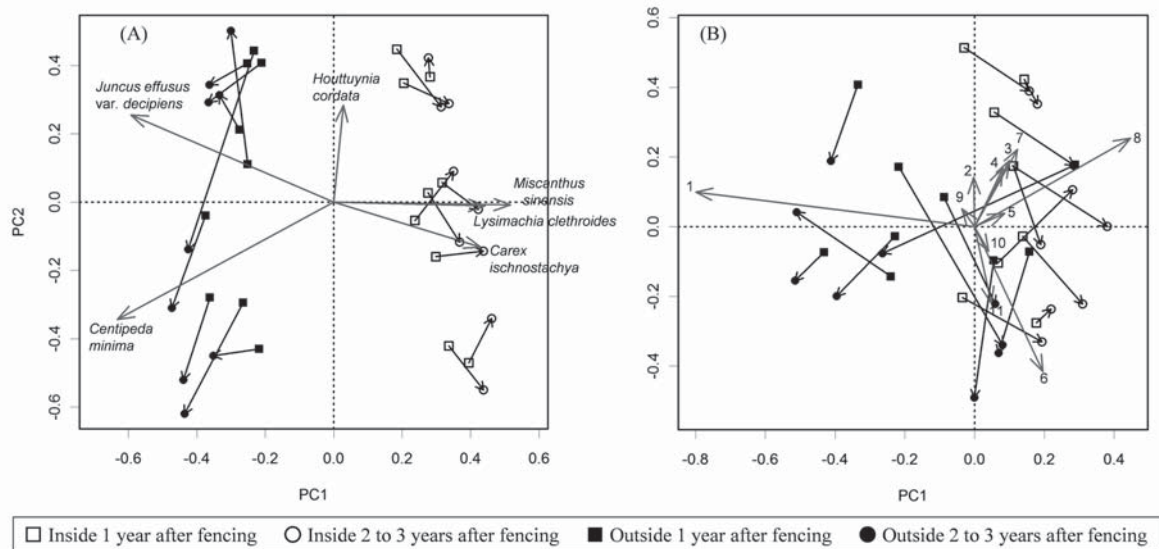 (A)
Juncus effusus
var. decipiens
Houttuynia
cordata
Miscanthus
sinensis
Lysimachia clethroides
Carex
ischnostachya
Centipeda
minima
PC2
0.4
0.2
0.0
-0.2
-0.4
-0.6
-0.6 -0.4 -0.2 0.0 0.2 0.4 0.6
PC1
(B)
0.6
0.4
0.2
0.0
-0.2
-0.4
1
2
3
4
5
6
7
8
9
10
-0.8 -0.6 -0.4 -0.2 0.0 0.2 0.4
PC1
Inside 1 year after fencing Inside 2 to 3 years after fencing Outside 1 year after fencing Outside 2 to 3 years after fencing